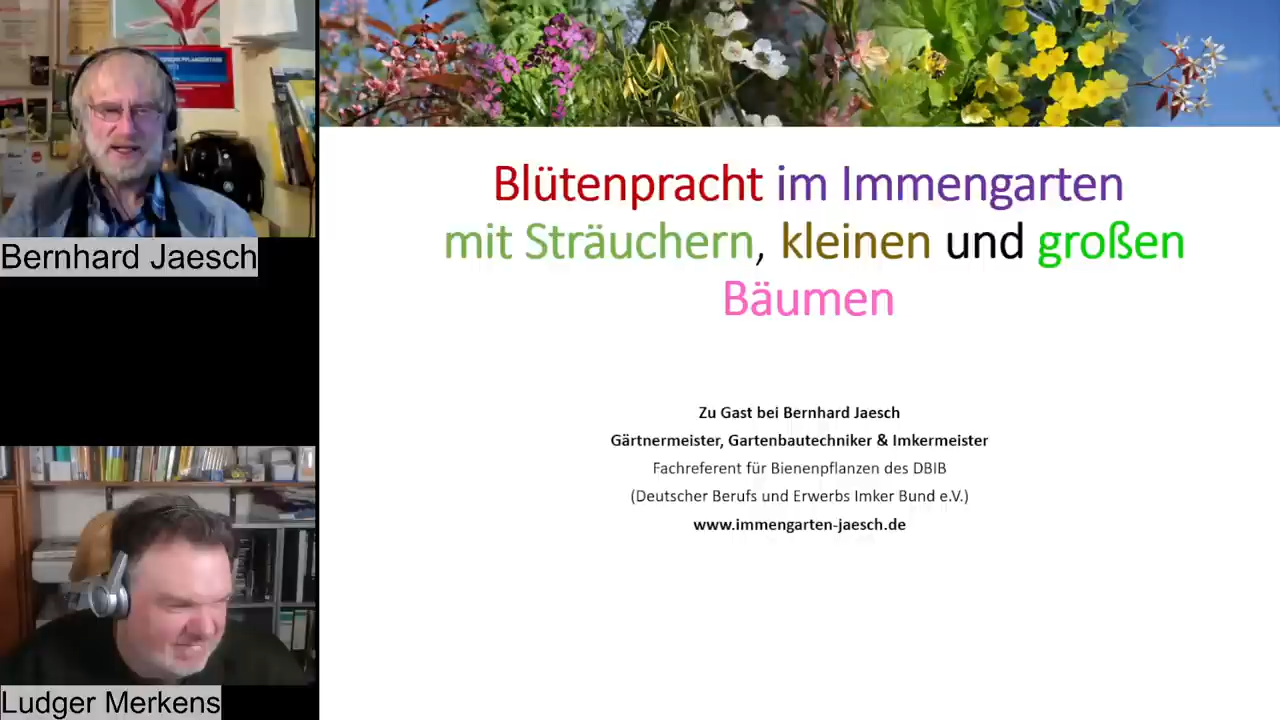 Bernhard Jaesch
Ludger Merkens
Blütenpracht im Immengarten
mit Sträuchern, kleinen und großen
Bäumen
Zu Gast bei Bernhard Jaesch
Gärtnermeister, Gartenbautechniker & Imkermeister
Fachreferent für Bienenpflanzen des DBIB
(Deutscher Berufs und Erwerbs Imker Bund e.V.)
www.immengarten-jaesch.de